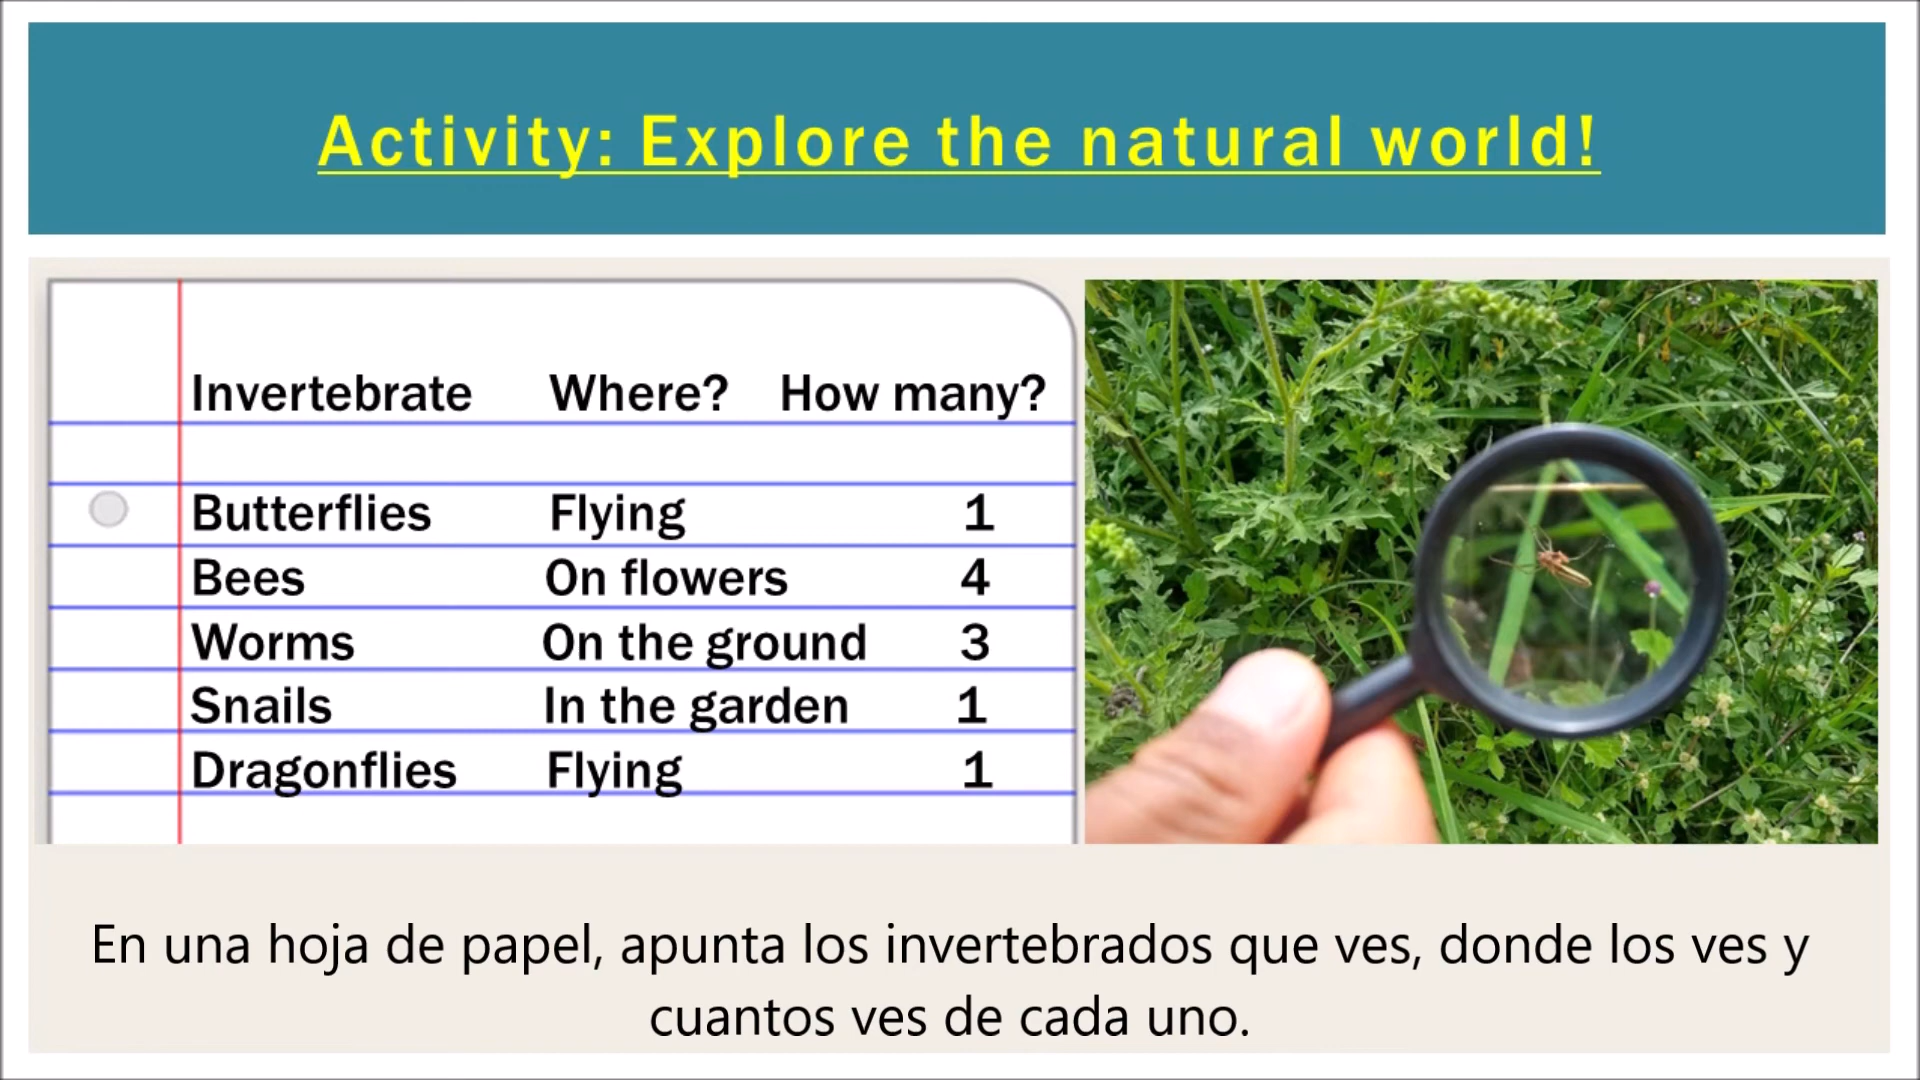 Activity: Explore the natural world!
Invertebrate Where? How many?
Butterflies Flying 1
Bees On flowers 4
Worms On the ground 3
Snails In the garden 1
Dragonflies Flying 1
En una hoja de papel, apunta los invertebrados que ves, donde los ves y
cuantos ves de cada uno.